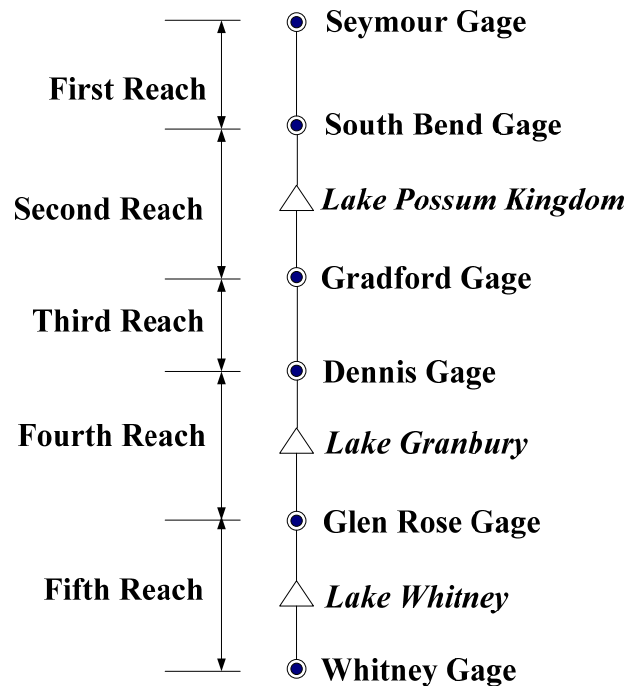 Seymour Gage
First Reach
South Bend Gage
Lake Possum Kingdom
Second Reach
Gradford Gage
Third Reach
Dennis Gage
Fourth Reach
Lake Granbury
Glen Rose Gage
Fifth Reach
Lake Whitney
Whitney Gage